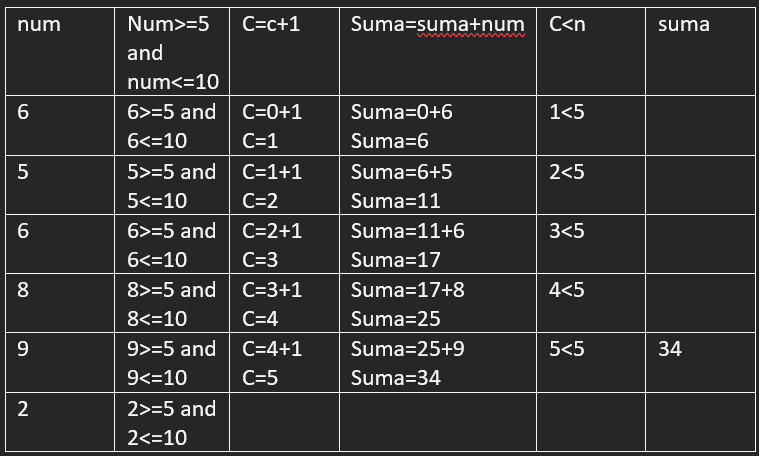 num
Num>=5
and
num<=10
C=c+1
Suma=suma+num
C<n
suma
6
6>=5 and
6<=10
C=0+1
C=1
Suma=0+6
Suma=6
1<5
5
5>=5 and
5<=10
C=1+1
C=2
Suma=6+5
Suma=11
2<5
6
6>=5 and
6<=10
C=2+1
C=3
Suma=11+6
Suma=17
3<5
8
8>=5 and
8<=10
C=3+1
C=4
Suma=17+8
Suma=25
4<5
9
9>=5 and
9<=10
C=4+1
C=5
Suma=25+9
Suma=34
5<5
34
2
2>=5 and
2<=10